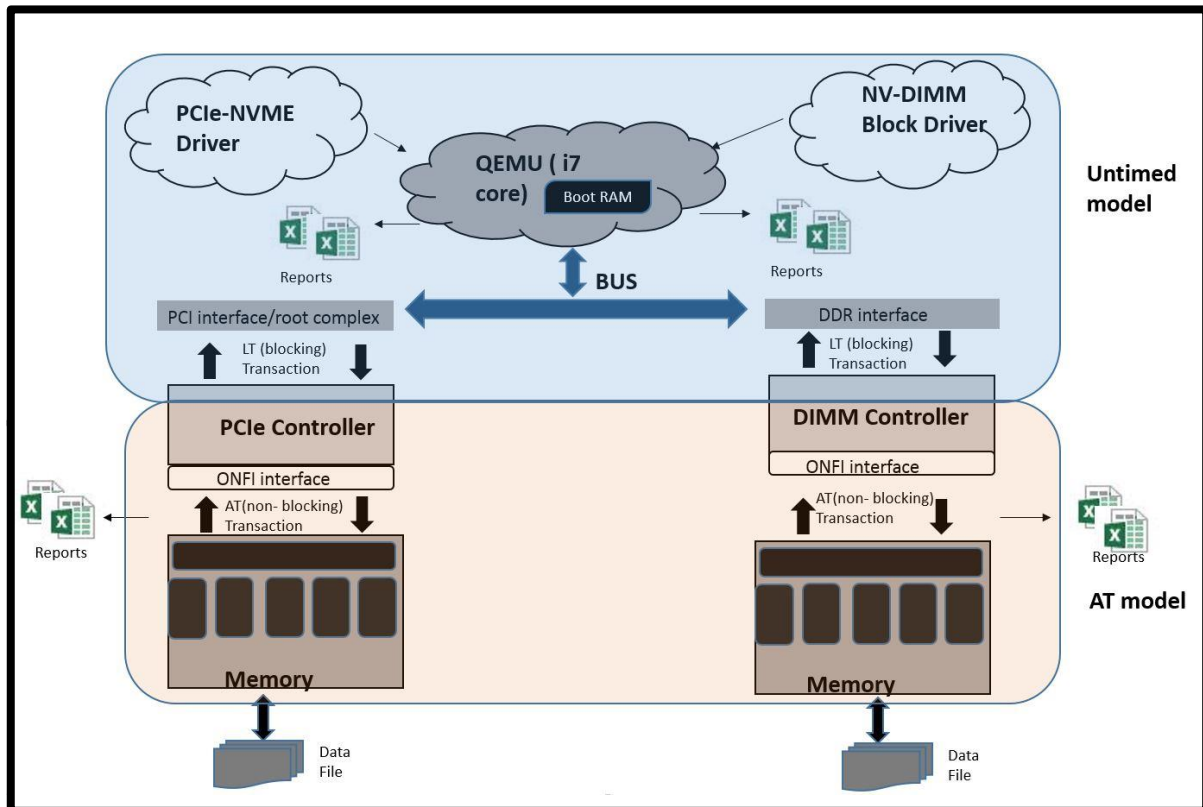 PCIe-NVME
Driver
NV-DIMM
Block Driver
QEMU ( i7
core)
Boot RAM
Untimed
model
X
X
Reports
X
X
Reports
BUS
PCI interface/root complex
DDR interface
LT (blocking)
Transaction
LT (blocking)
Transaction
PCIe Controller
DIMM Controller
ONFI interface
ONFI interface
X
X
Reports
AT(non- blocking)
Transaction
AT(non- blocking)
Transaction
X
X
Reports
AT model
Memory
Memory
Data
File
Data
File